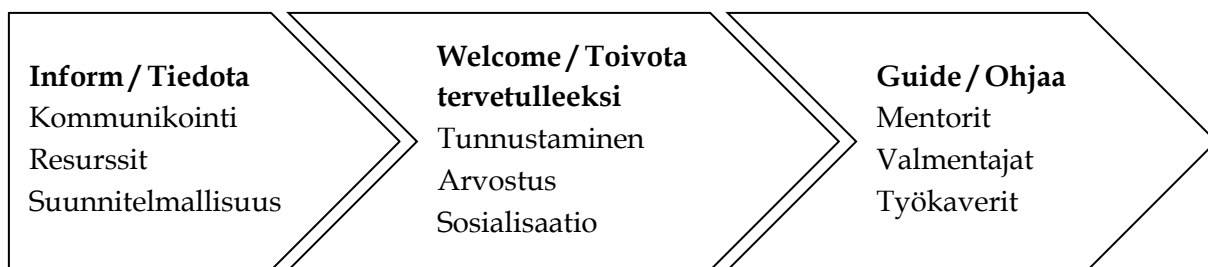 Inform / Tiedota
Kommunikointi
Resurssit
Suunnitelmallisuus
Welcome / Toivota
tervetulleeksi
Tunnustaminen
Arvostus
Sosialisaatio
Guide / Ohjaa
Mentorit
Valmentajat
Työkaverit